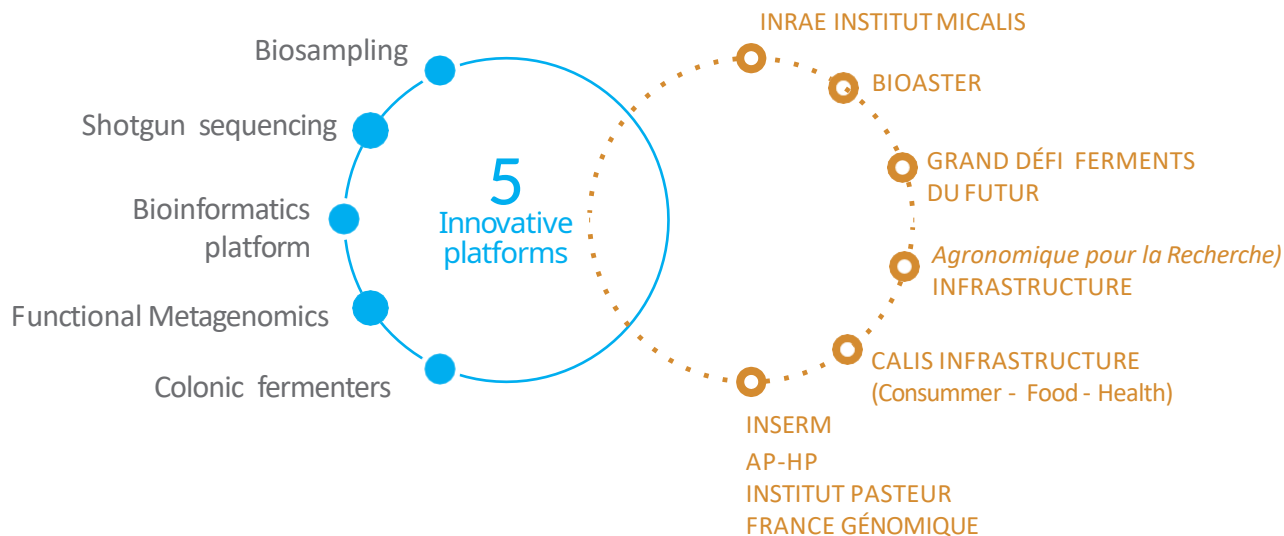 Biosampling
Shotgun sequencing
Bioinformatics
platform
Functional Metagenomics
Colonic fermenters
5
Innovative
platforms
INRAE INSTITUT MICALIS
BIOASTER
GRAND DÉFI FERMENTS
DU FUTUR
Agronomique pour la Recherche)
INFRASTRUCTURE
CALIS INFRASTRUCTURE
(Consummer - Food - Health)
INSERM
AP-HP
INSTITUT PASTEUR
FRANCE GÉNOMIQUE